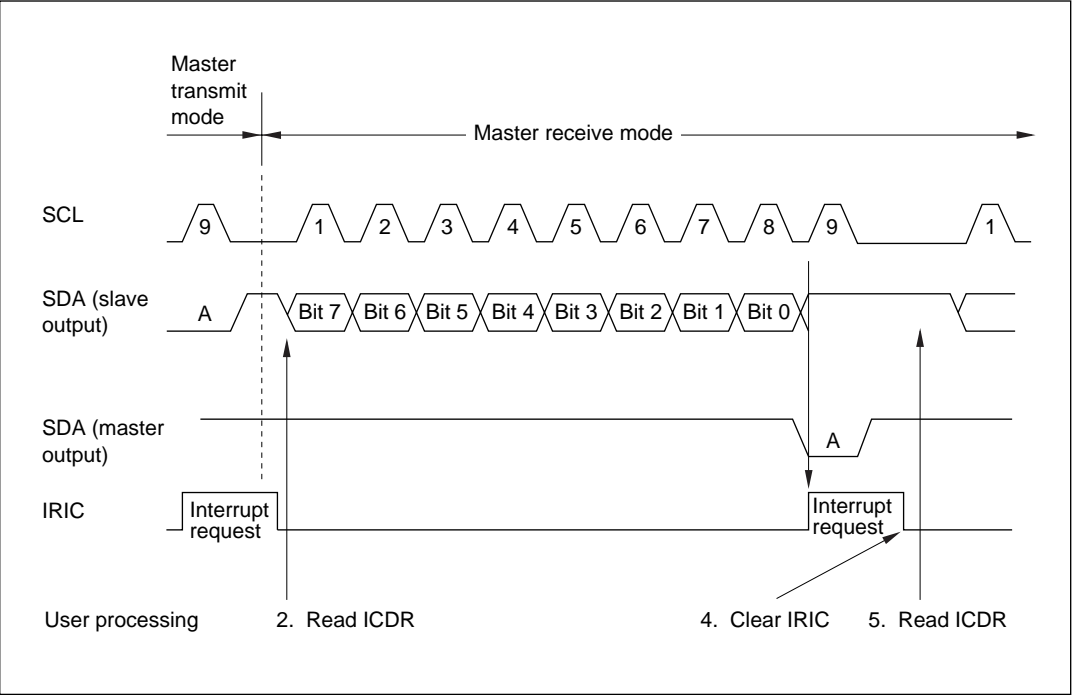 Master
transmit
mode
Master receive mode
SCL
9 1 2 3 4 5 6 7 8 9 1
SDA (slave
output)
A Bit 7 Bit 6 Bit 5 Bit 4 Bit 3 Bit 2 Bit 1 Bit 0
SDA (master
output)
A
IRIC
Interrupt
request
Interrupt
request
User processing
2. Read ICDR
4. Clear IRIC
5. Read ICDR